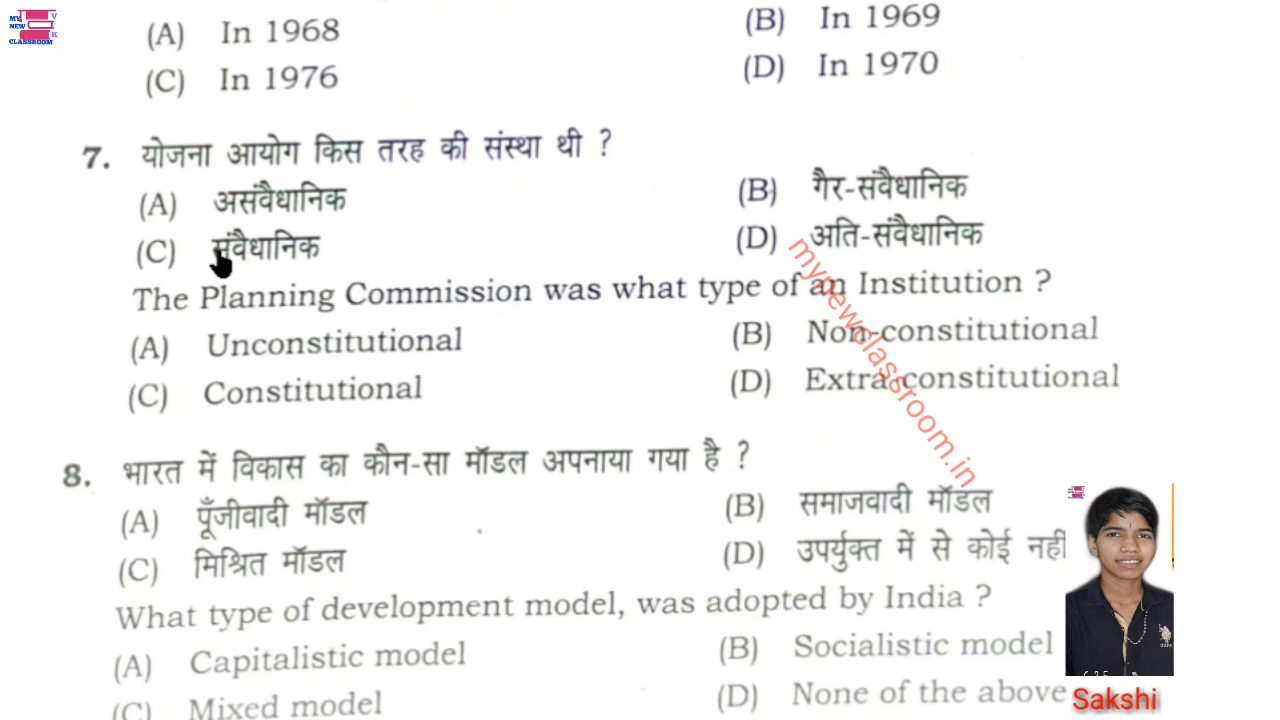 MY NEW CLASSROOM V K
(A) In 1968 (B) In 1969
(C) In 1976 (D) In 1970
7. योजना आयोग किस तरह की संस्था थी ?
(A) असंवैधानिक (B) गैर-संवैधानिक
(C) संवैधानिक (D) अति-संवैधानिक
The Planning Commission was what type of an Institution ?
(A) Unconstitutional (B) Non-constitutional
(C) Constitutional (D) Extra-constitutional
mynewclassroom.in
8. भारत में विकास का कौन-सा मॉडल अपनाया गया है ?
(A) पूँजीवादी मॉडल (B) समाजवादी मॉडल
(C) मिश्रित मॉडल (D) उपर्युक्त में से कोई नहीं
What type of development model, was adopted by India ?
(A) Capitalistic model (B) Socialistic model
(C) Mixed model (D) None of the above
Sakshi